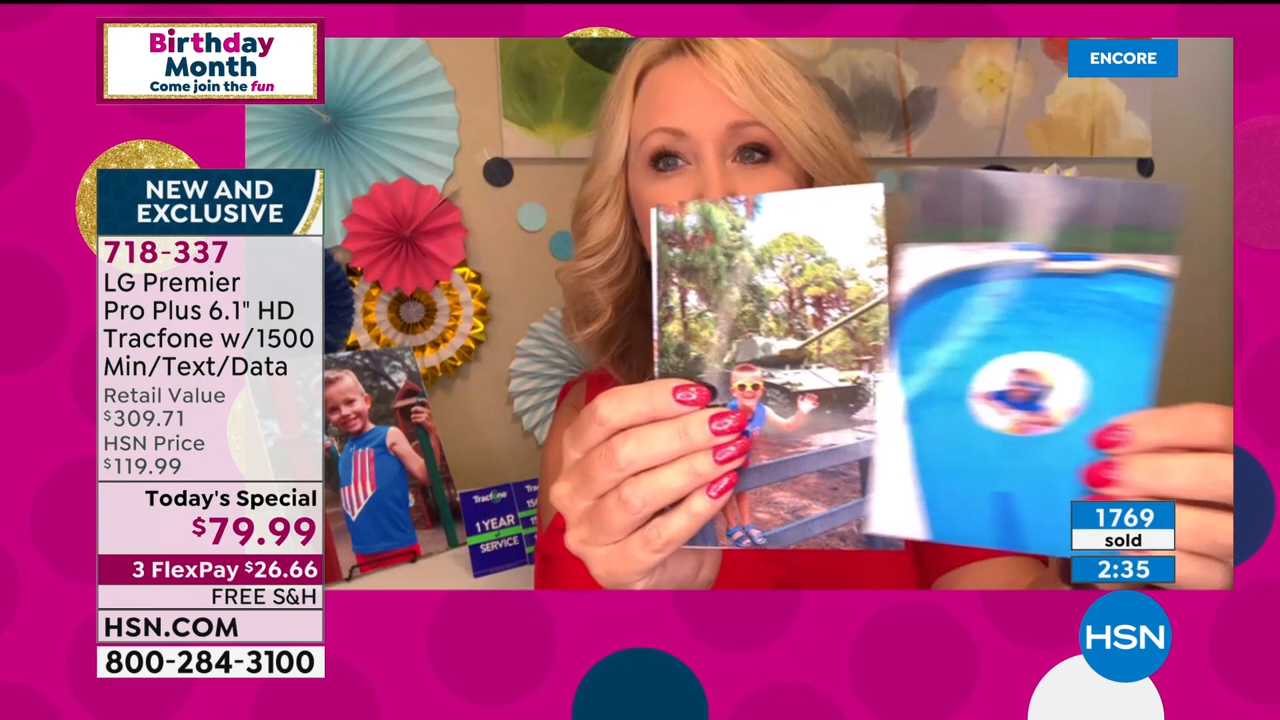 Birthday
Month
Come join the fun
ENCORE
NEW AND
EXCLUSIVE
718-337
LG Premier
Pro Plus 6.1" HD
Tracfone w/1500
Min/Text/Data
Retail Value
$309.71
HSN Price
$119.99
Today's Special
$79.99
3 FlexPay $26.66
FREE S&H
HSN.COM
800-284-3100
Tracfone
1 YEAR
of
SERVICE
1769
sold
2:35
HSN